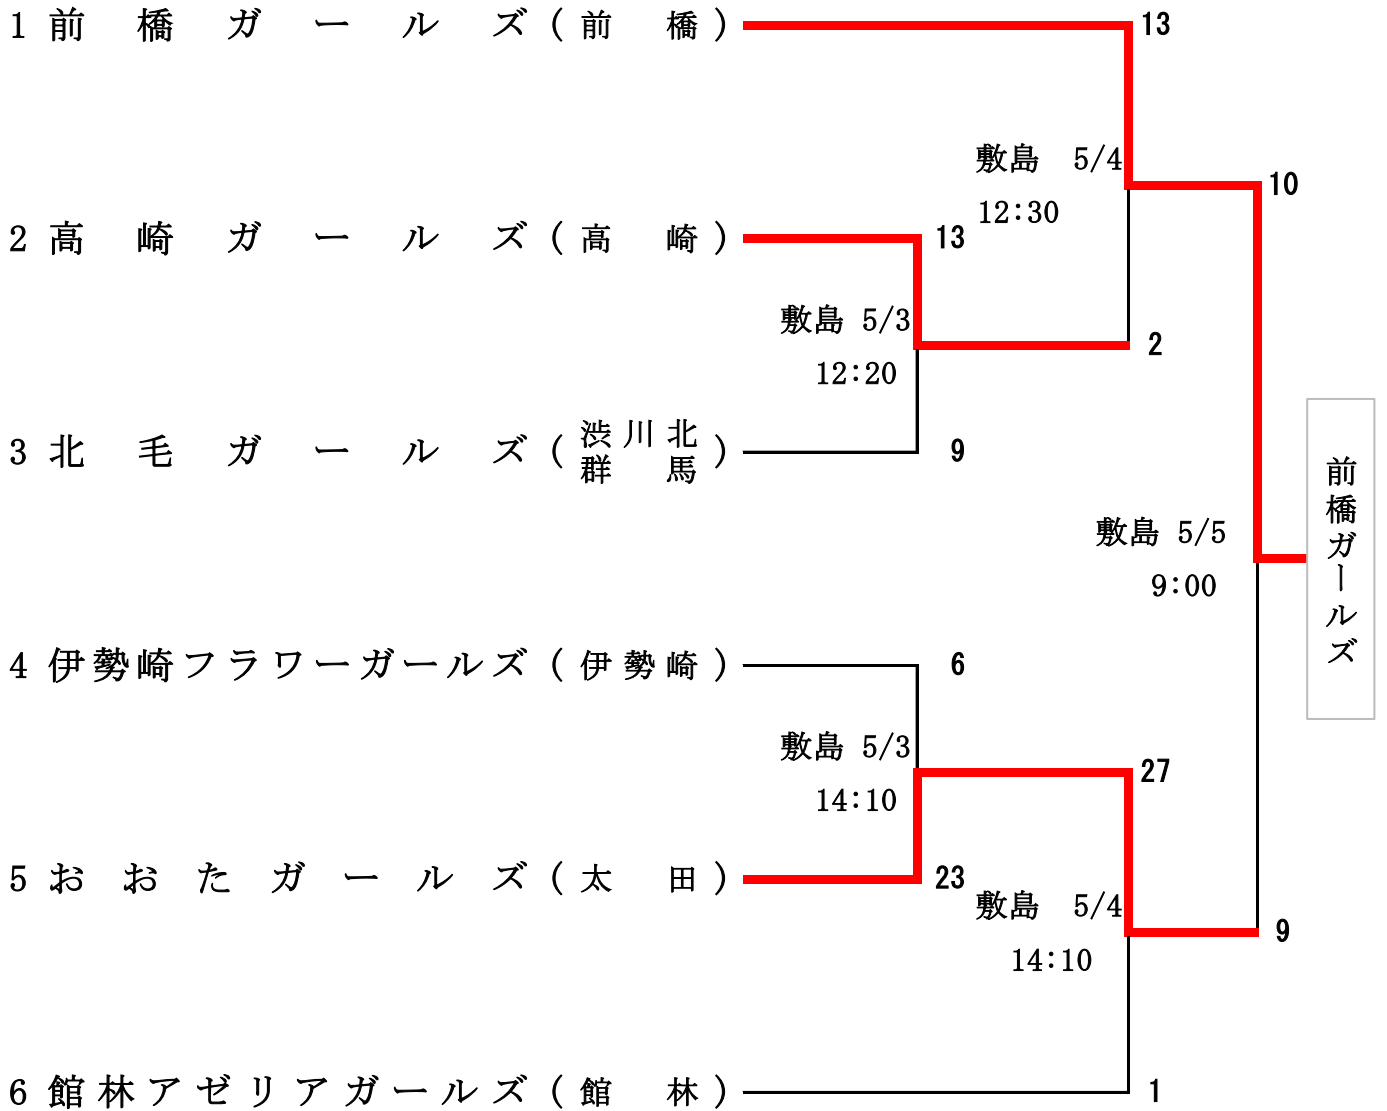 1 前橋ガールズ(前橋) 13
敷島 5/4 10
12:30
2 高崎ガールズ(高崎) 13
敷島 5/3 2
12:20
3 北毛ガールズ(渋川北群馬) 9
前橋ガールズ
敷島 5/5
9:00
4 伊勢崎フラワーガールズ(伊勢崎) 6
敷島 5/3 27
14:10
5 おおたガールズ(太田) 23
敷島 5/4 9
14:10
6 館林アゼリアガールズ(館林) 1